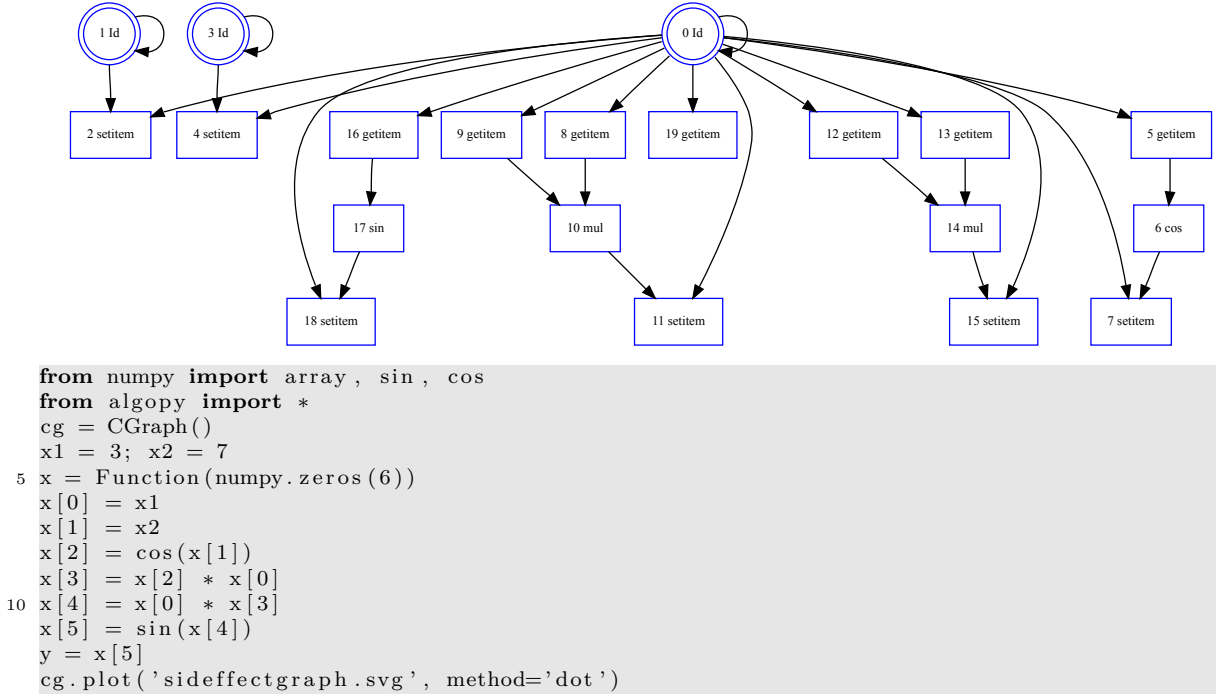 1 Id
3 Id
0 Id
2 setitem
4 setitem
16 getitem
9 getitem
8 getitem
19 getitem
12 getitem
13 getitem
5 getitem
17 sin
10 mul
14 mul
6 cos
18 setitem
11 setitem
15 setitem
7 setitem
from numpy import array, sin, cos
from algopy import *
cg = CGraph()
x1 = 3; x2 = 7
5 x = Function(numpy.zeros(6))
x[0] = x1
x[1] = x2
x[2] = cos(x[1])
x[3] = x[2] * x[0]
10 x[4] = x[0] * x[3]
x[5] = sin(x[4])
y = x[5]
cg.plot('sideffectgraph.svg', method='dot')